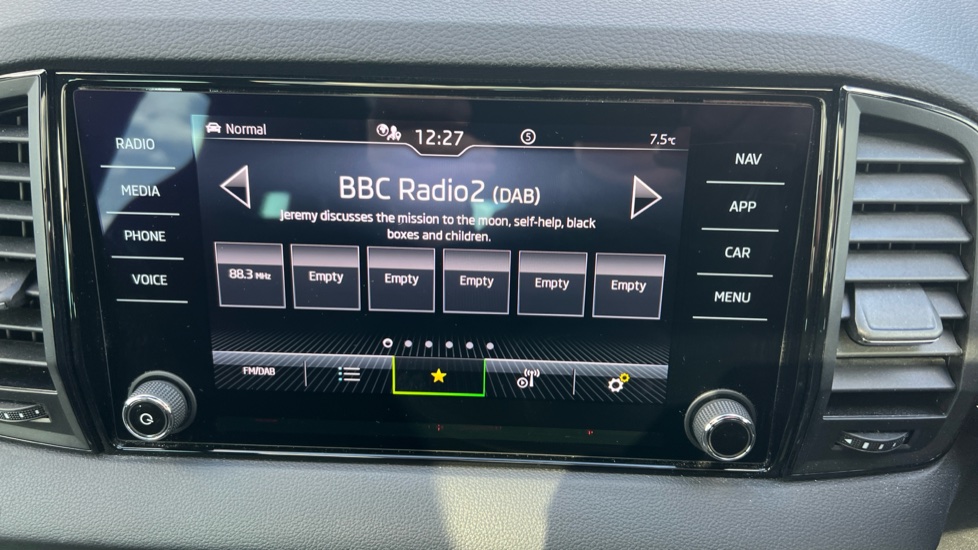 RADIO
MEDIA
PHONE
VOICE
Normal
12:27
5
7.5°C
BBC Radio2 (DAB)
Jeremy discusses the mission to the moon, self-help, black
boxes and children.
88.3 MHz
Empty
Empty
Empty
Empty
Empty
FM/DAB
NAV
APP
CAR
MENU